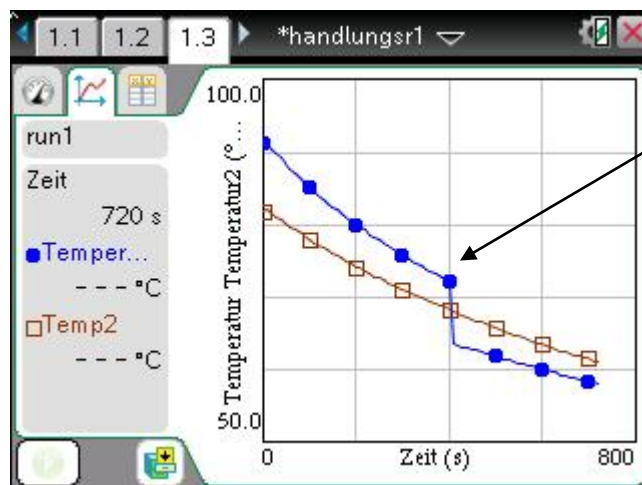 1.1 1.2 1.3 *handlungsr1
run1
Zeit
720 s
Temper...
---°C
Temp2
---°C
100.0
Temperatur Temperatur2 (°...
50.0
0 Zeit (s) 800